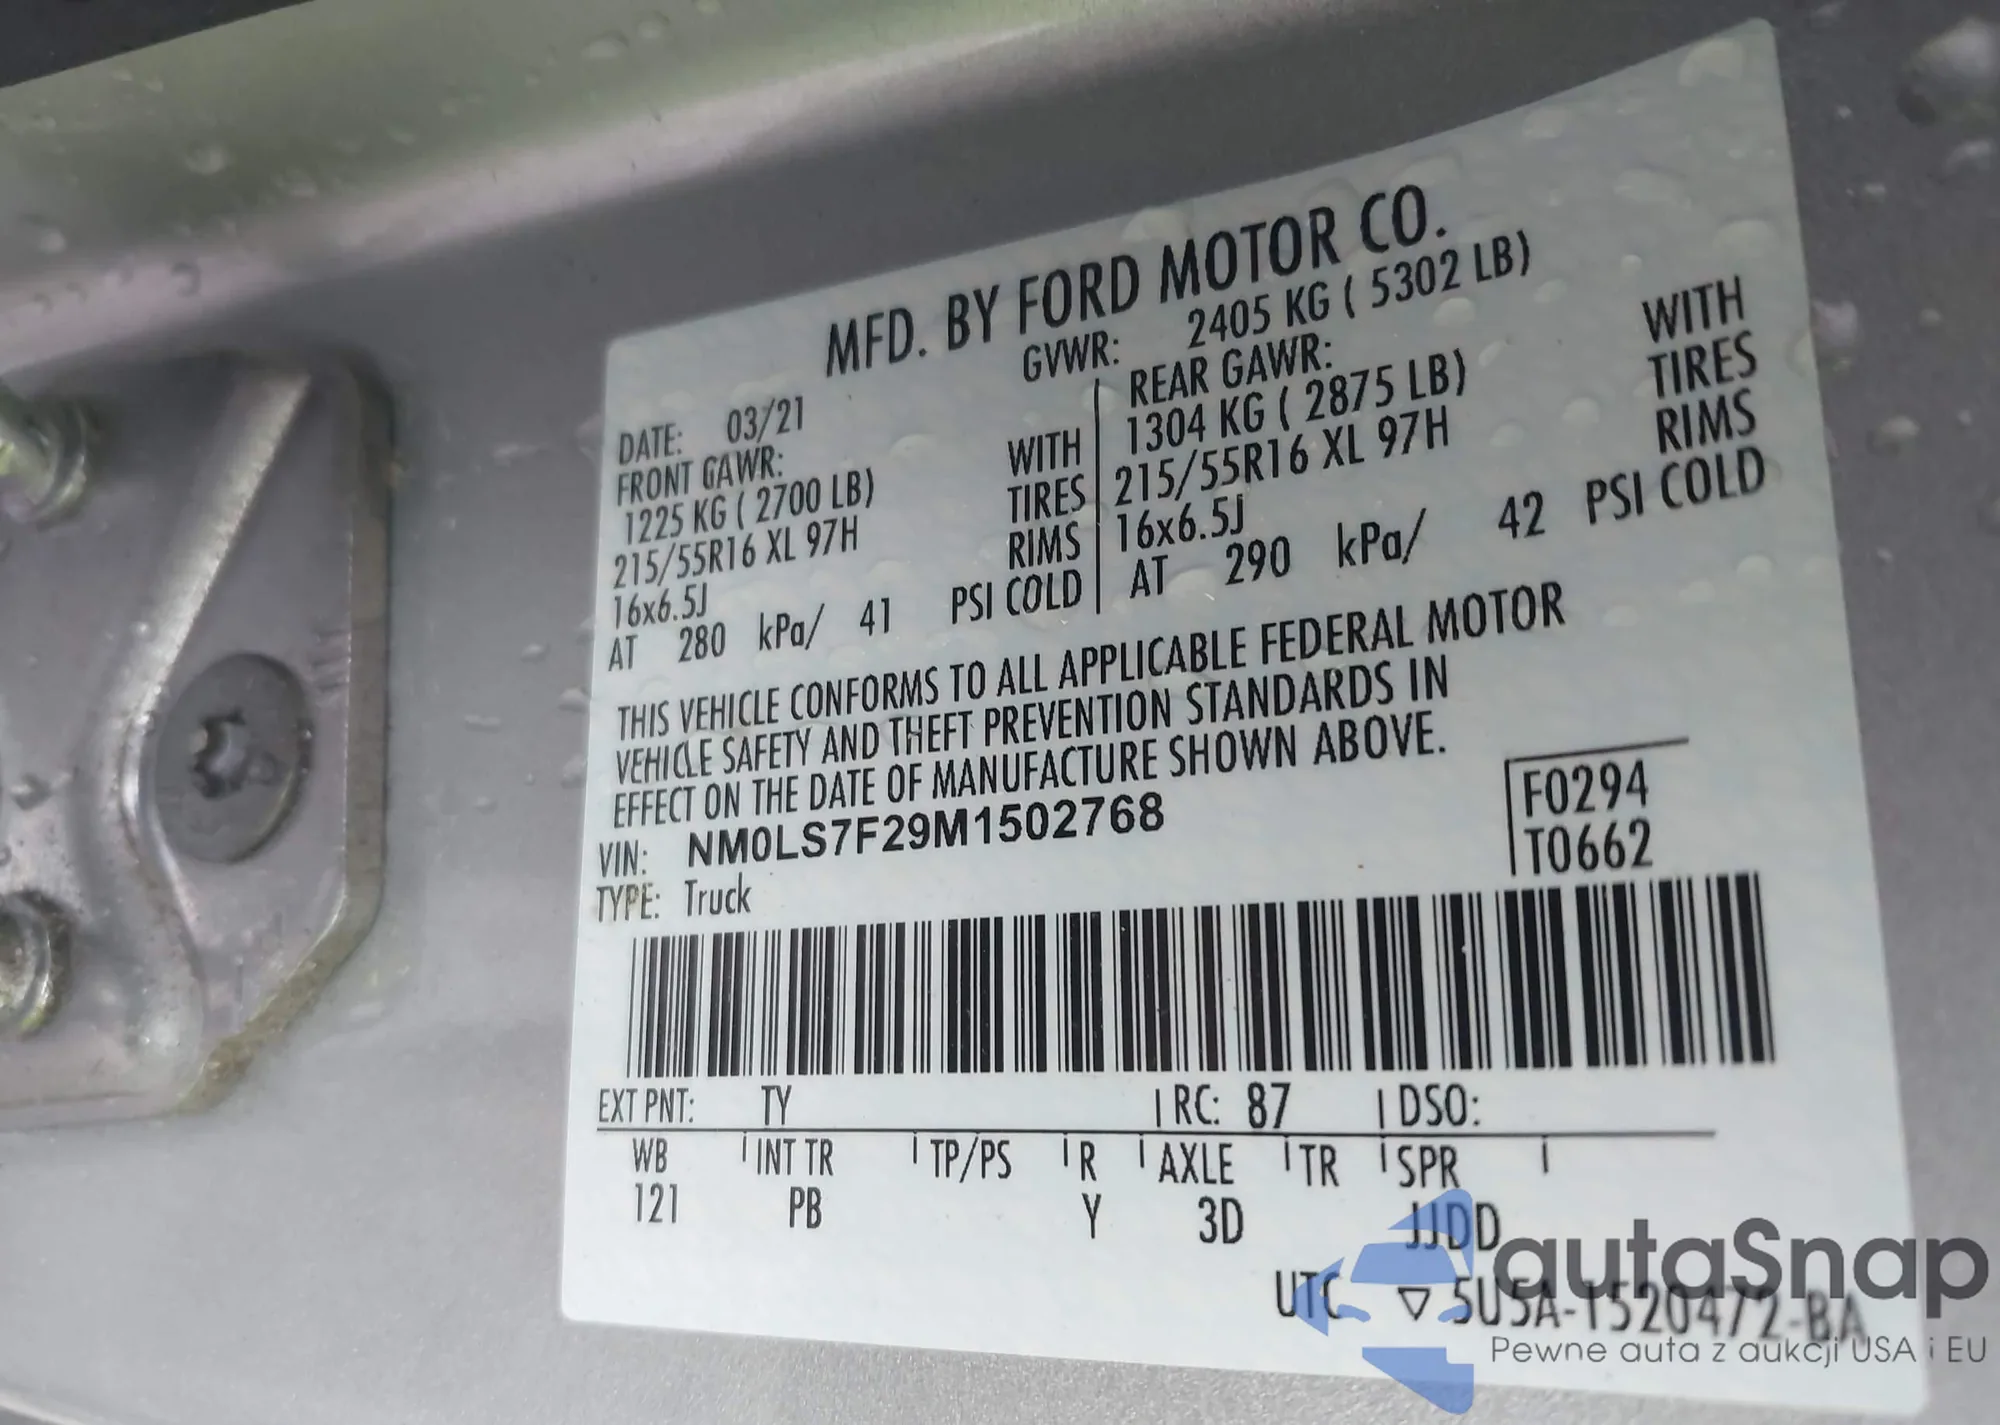 MFD. BY FORD MOTOR CO.
GVWR: 2405 KG ( 5302 LB)
DATE: 03/21
FRONT GAWR:
1225 KG ( 2700 LB) WITH
215/55R16 XL 97H TIRES
16x6.5J RIMS
AT 280 kPa/ 41 PSI COLD
REAR GAWR:
1304 KG ( 2875 LB) WITH
215/55R16 XL 97H TIRES
16x6.5J RIMS
AT 290 kPa/ 42 PSI COLD
THIS VEHICLE CONFORMS TO ALL APPLICABLE FEDERAL MOTOR
VEHICLE SAFETY AND THEFT PREVENTION STANDARDS IN
EFFECT ON THE DATE OF MANUFACTURE SHOWN ABOVE.
VIN: NM0LS7F29M1502768
TYPE: Truck
F0294
T0662
EXT PNT: TY RC: 87 DSO:
WB INT TR TP/PS R AXLE TR SPR
121 PB Y 3D JJDD
UTC ▽ 5U5A-1520472-BA
autaSnap
Pewne auta z aukcji USA i EU